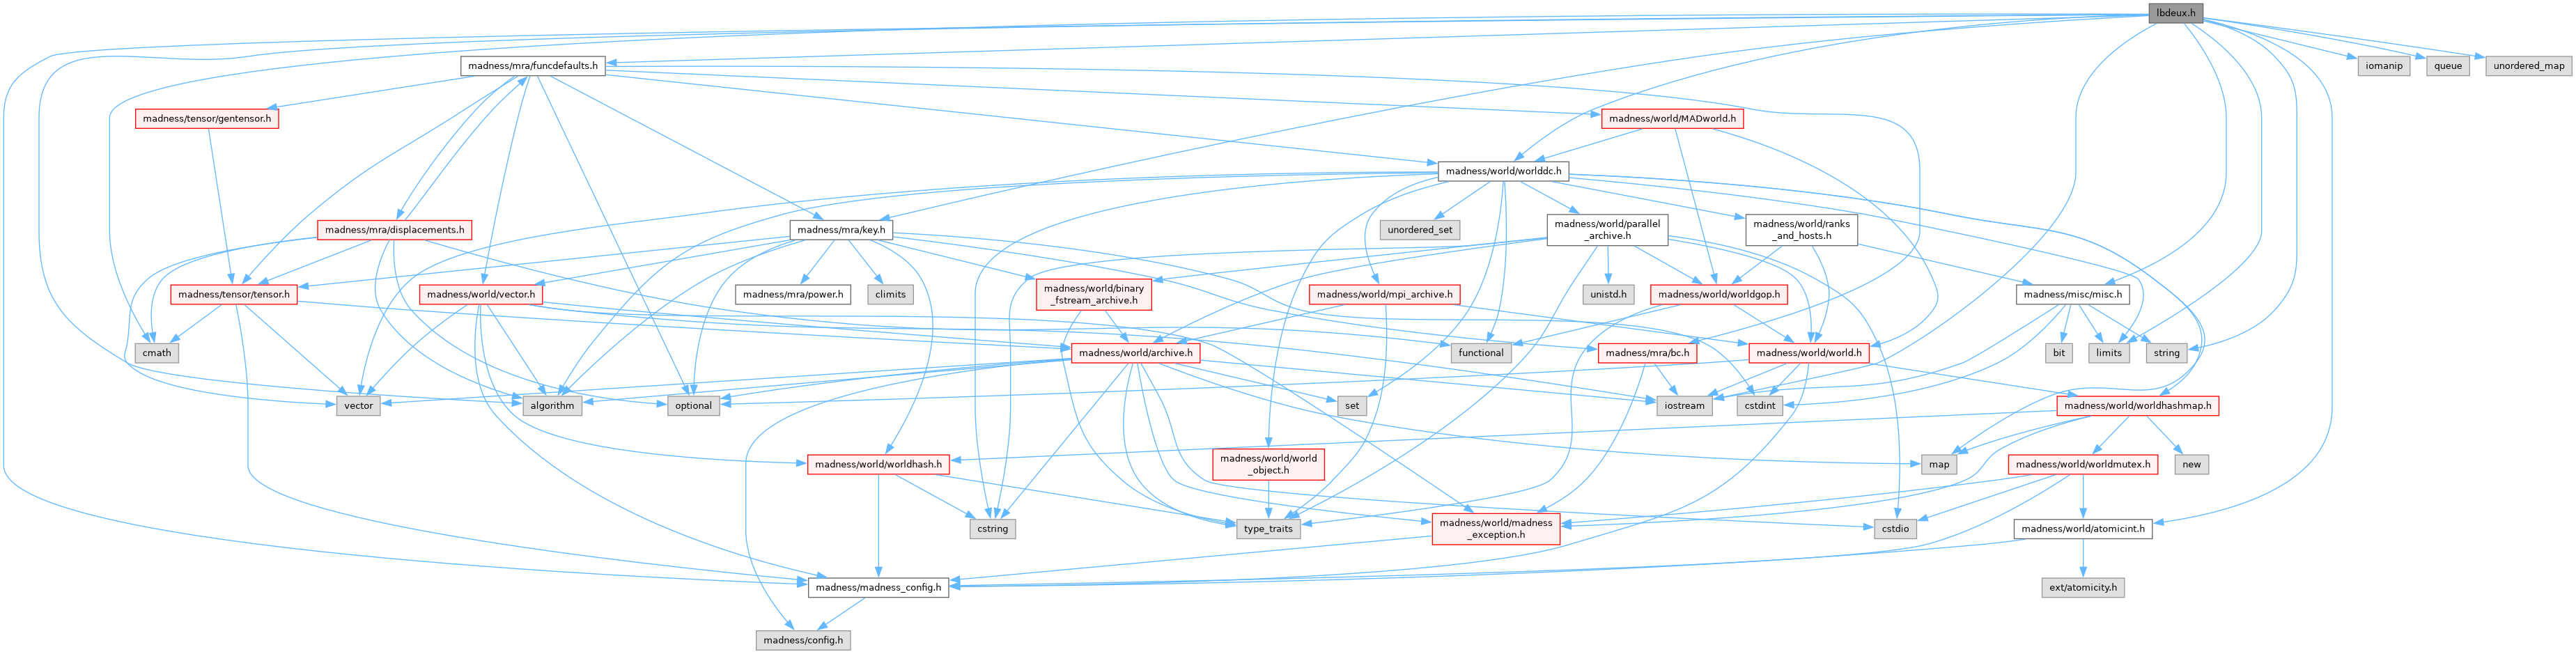 lbdeux.h
madness/mra/funcdefaults.h
iomanip
queue
unordered_map
madness/tensor/gentensor.h
madness/world/MADworld.h
madness/world/worlddc.h
madness/mra/displacements.h
madness/mra/key.h
unordered_set
madness/world/parallel
_archive.h
madness/world/ranks
_and_hosts.h
madness/tensor/tensor.h
madness/world/vector.h
madness/mra/power.h
climits
madness/world/binary
_fstream_archive.h
madness/world/mpi_archive.h
unistd.h
madness/world/worldgop.h
madness/misc/misc.h
cmath
madness/world/archive.h
functional
madness/mra/bc.h
madness/world/world.h
bit
limits
string
vector
algorithm
optional
set
iostream
cstdint
madness/world/worldhashmap.h
madness/world/worldhash.h
madness/world/world
_object.h
map
madness/world/worldmutex.h
new
cstring
type_traits
madness/world/madness
_exception.h
cstdio
madness/world/atomicint.h
madness/madness_config.h
ext/atomicity.h
madness/config.h